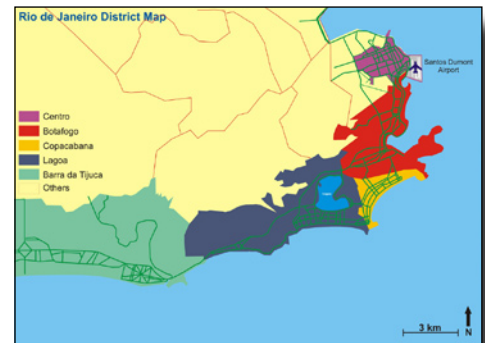 Rio de Janeiro District Map
Santos Dumont
Airport
Centro
Botafogo
Copacabana
Lagoa
Barra da Tijuca
Others
3 km
N